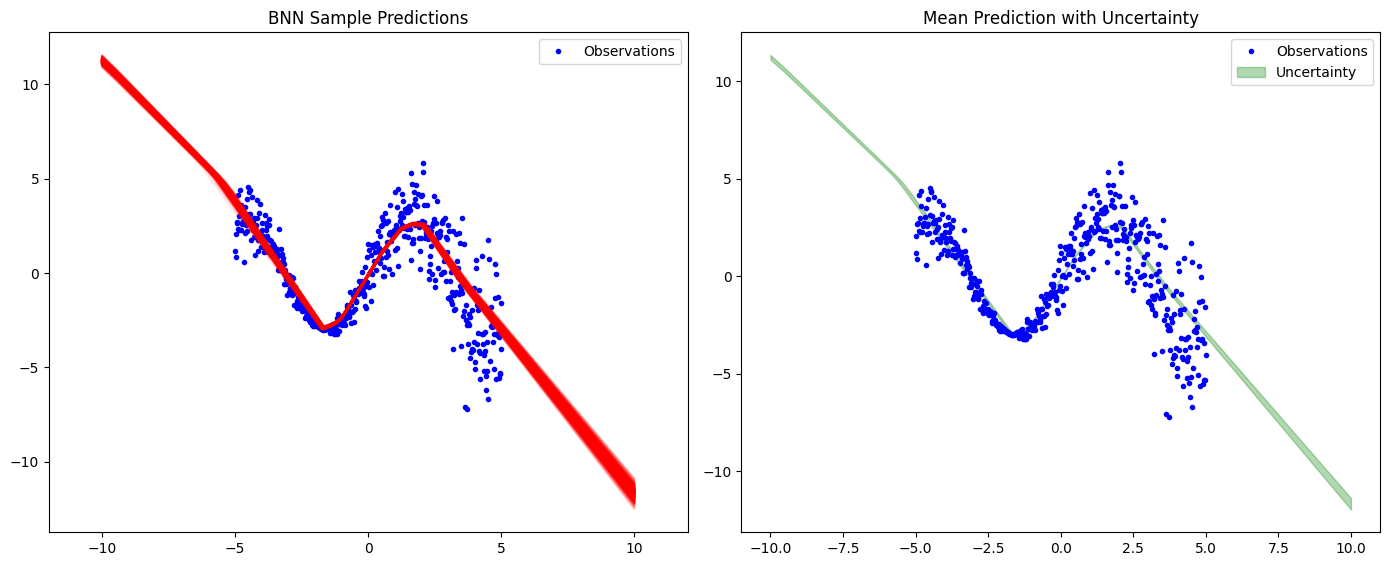 BNN Sample Predictions
Observations
10
5
0
−5
−10
−10 −5 0 5 10
Mean Prediction with Uncertainty
Observations
Uncertainty
10
5
0
−5
−10
−10.0 −7.5 −5.0 −2.5 0.0 2.5 5.0 7.5 10.0